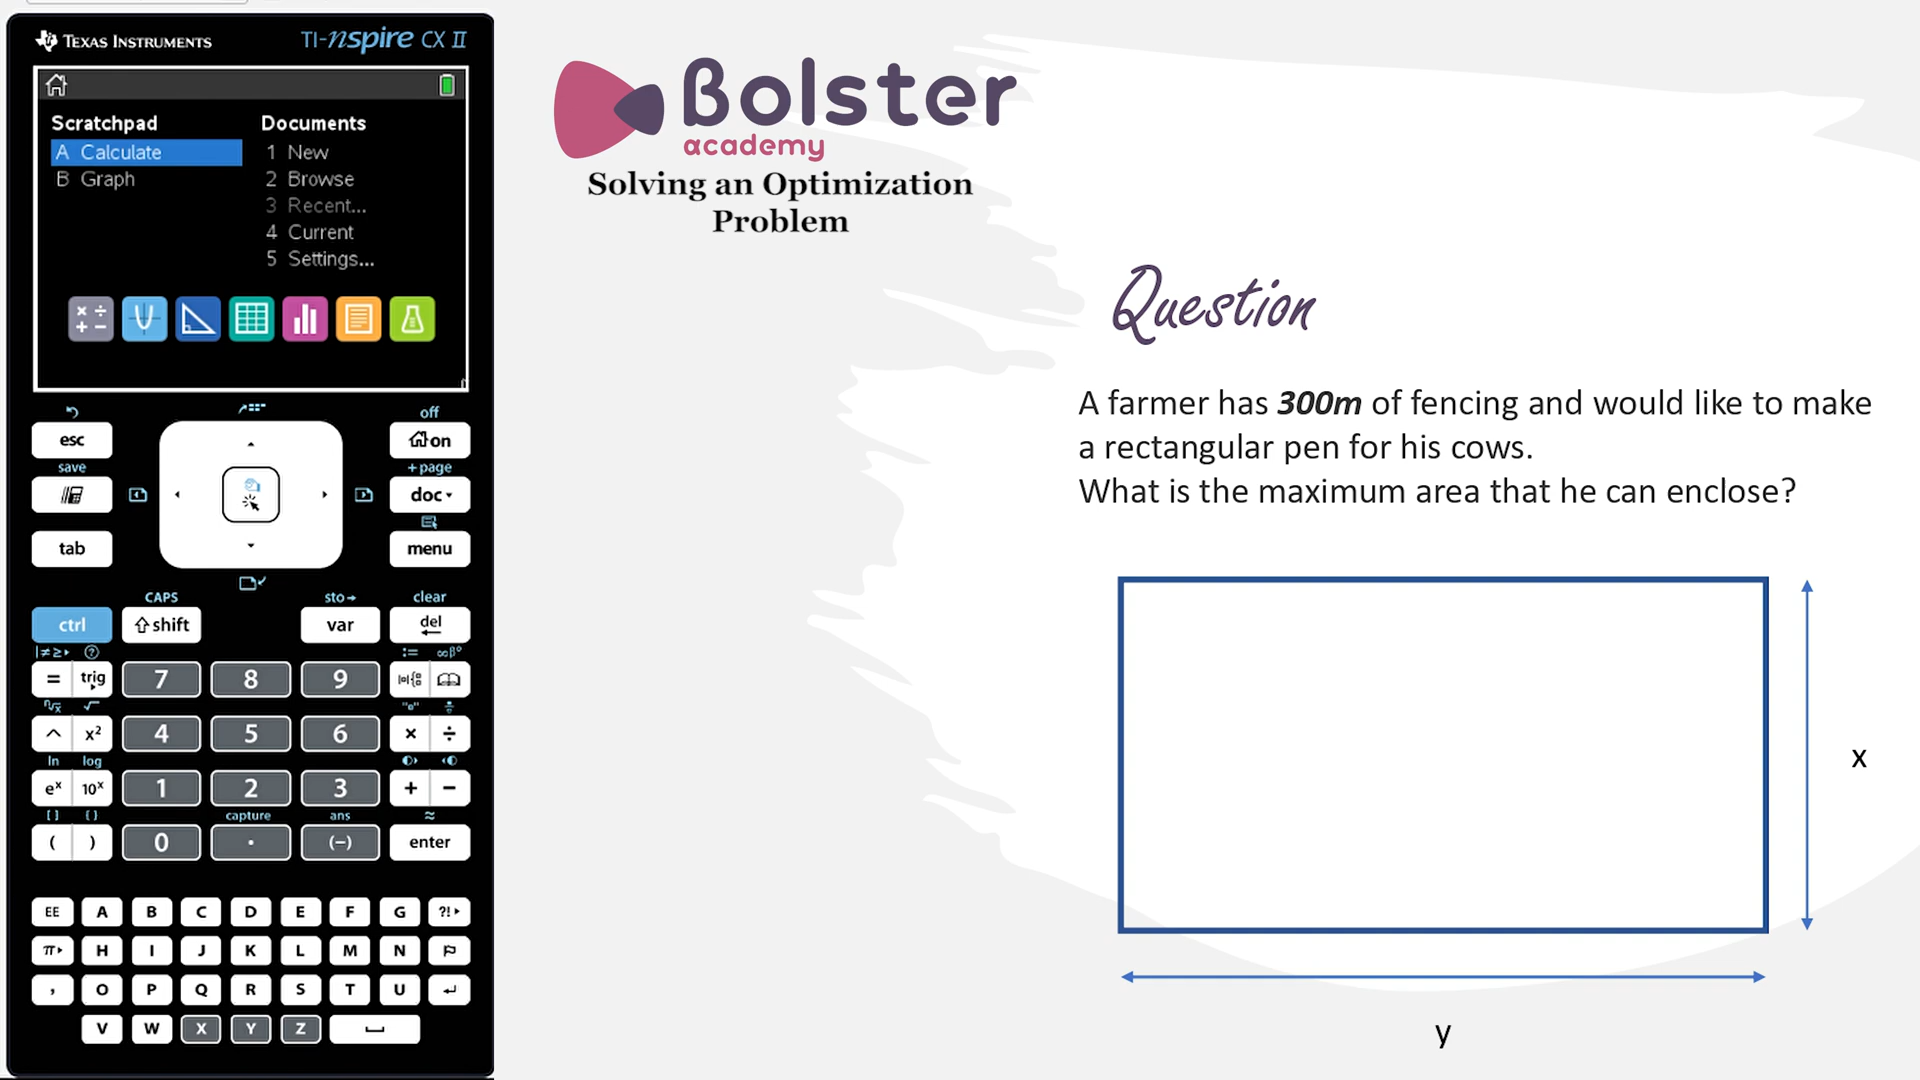 TEXAS INSTRUMENTS
TI-nspire CX II
Scratchpad
A Calculate
B Graph
Documents
1 New
2 Browse
3 Recent...
4 Current
5 Settings...
off
esc
on
save
+ page
doc
tab
menu
CAPS
sto→
clear
ctrl
shift
var
del
|≠≥▸ ?
:= ∞β°
= trig 7 8 9
ⁿ√x √
"□"
^ x² 4 5 6 × ÷
ln log
eˣ 10ˣ 1 2 3 + −
[ ] { } capture ans ≈
( ) 0 . (−) enter
EE A B C D E F G ?!▸
π▸ H I J K L M N
, O P Q R S T U ↵
V W X Y Z
Bolster
academy
Solving an Optimization
Problem
Question
A farmer has 300m of fencing and would like to make
a rectangular pen for his cows.
What is the maximum area that he can enclose?
x
y